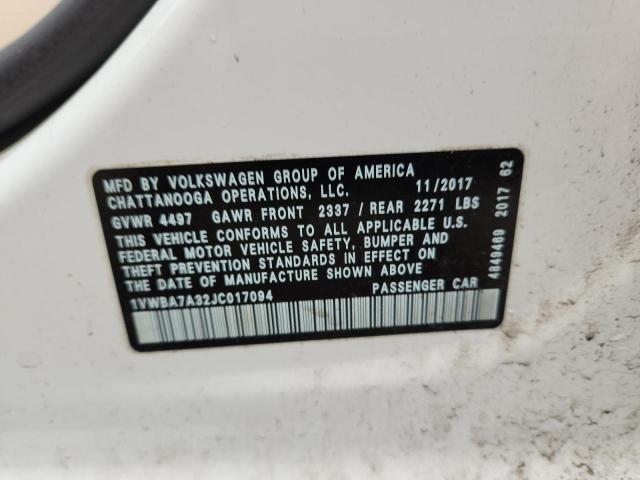 MFD BY VOLKSWAGEN GROUP OF AMERICA
CHATTANOOGA OPERATIONS, LLC. 11/2017
GVWR 4497 GAWR FRONT 2337 / REAR 2271 LBS
THIS VEHICLE CONFORMS TO ALL APPLICABLE U.S.
FEDERAL MOTOR VEHICLE SAFETY, BUMPER AND
THEFT PREVENTION STANDARDS IN EFFECT ON
THE DATE OF MANUFACTURE SHOWN ABOVE
1VWBA7A32JC017094 PASSENGER CAR
4849469 2017 62